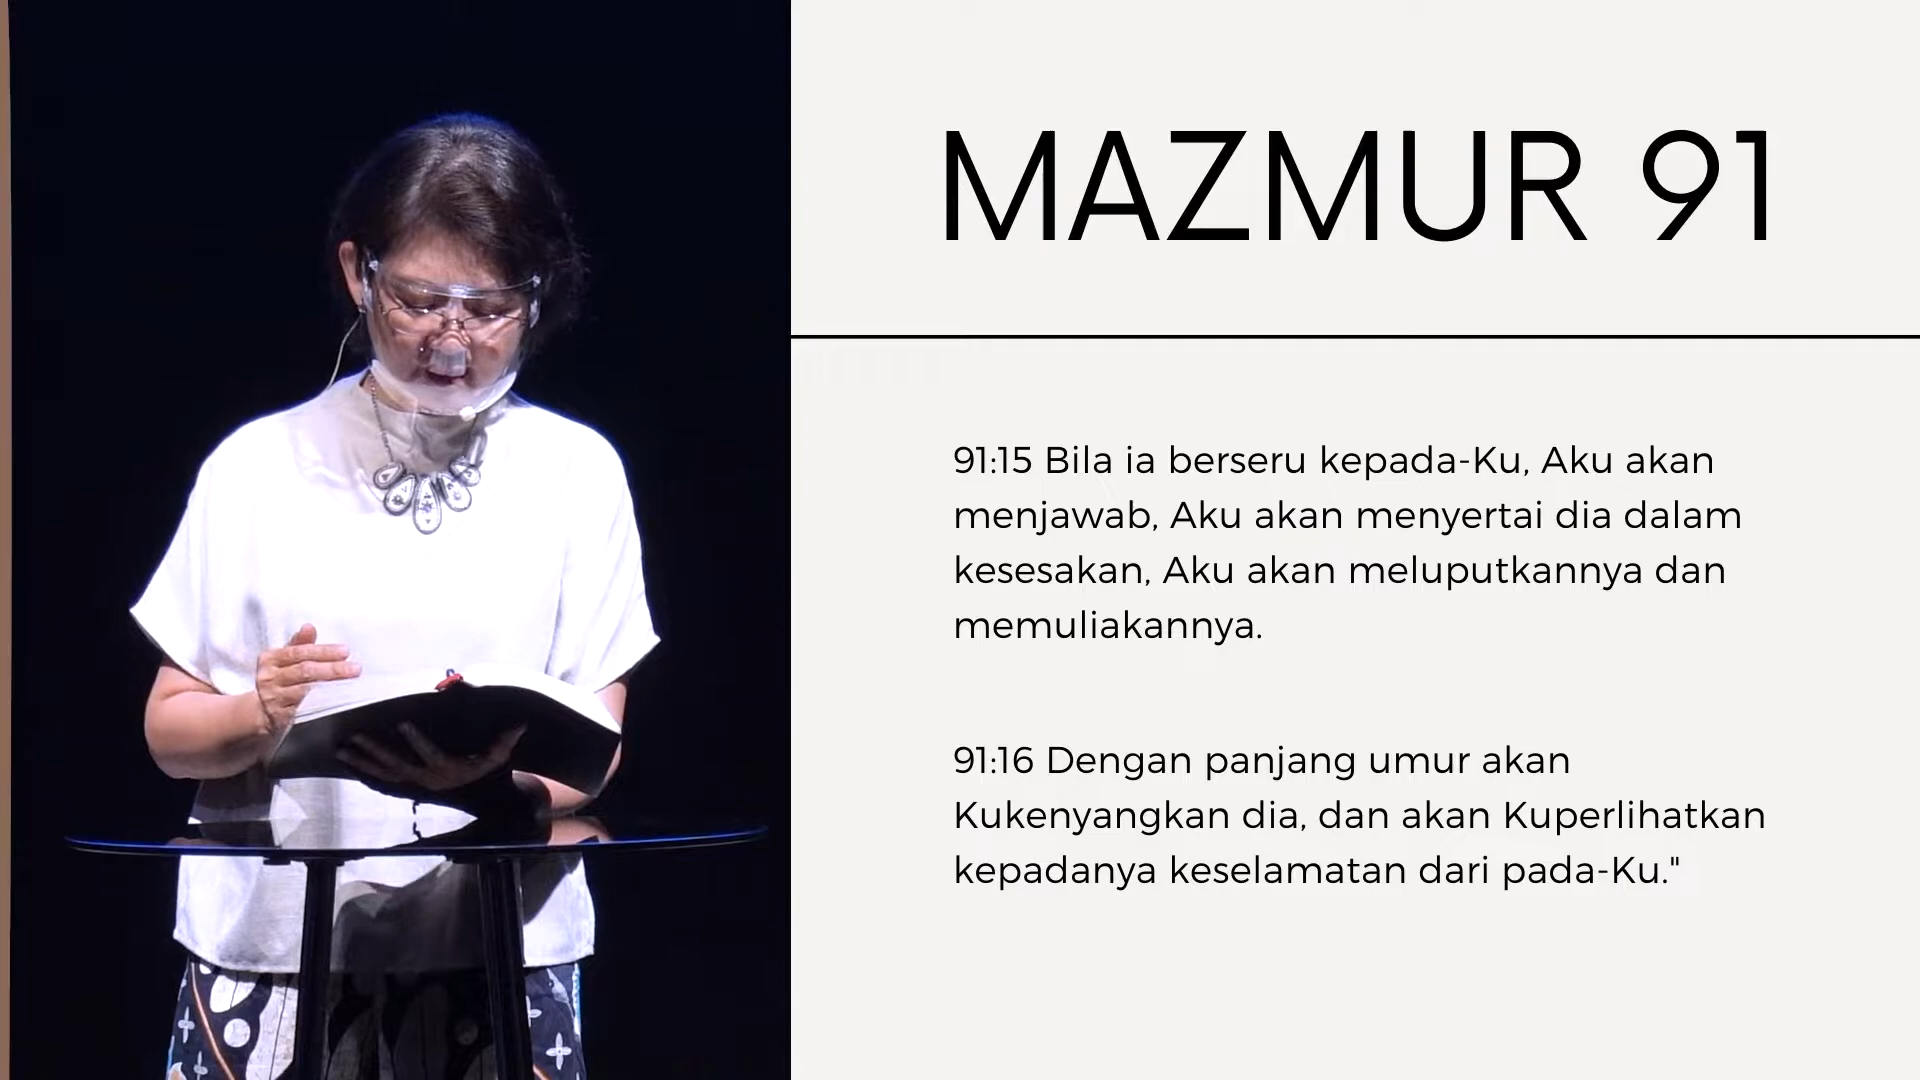 MAZMUR 91
91:15 Bila ia berseru kepada-Ku, Aku akan
menjawab, Aku akan menyertai dia dalam
kesesakan, Aku akan meluputkannya dan
memuliakannya.
91:16 Dengan panjang umur akan
Kukenyangkan dia, dan akan Kuperlihatkan
kepadanya keselamatan dari pada-Ku."